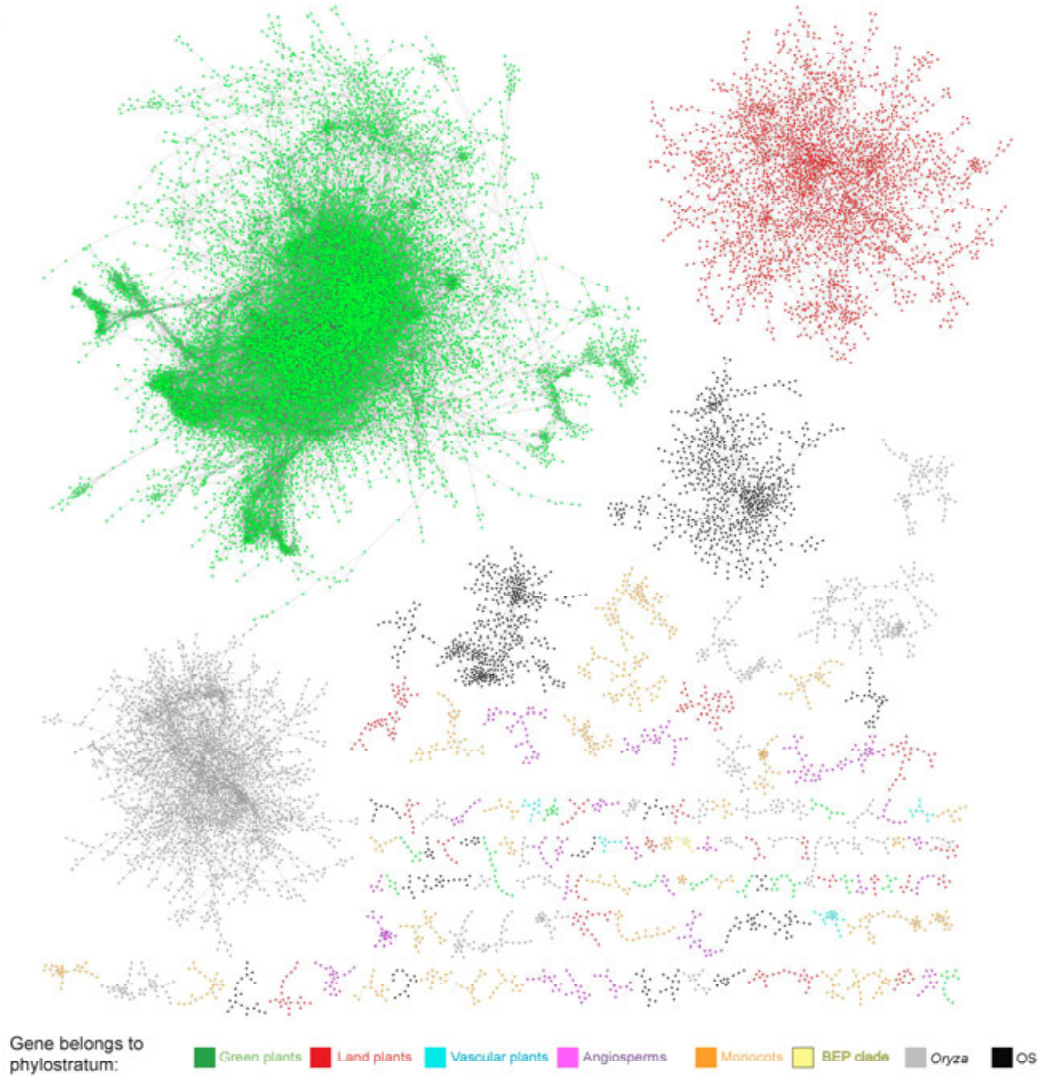 Gene belongs to
phylostratum:
Green plants Land plants Vascular plants Angiosperms Monocots BEP clade Oryza OS